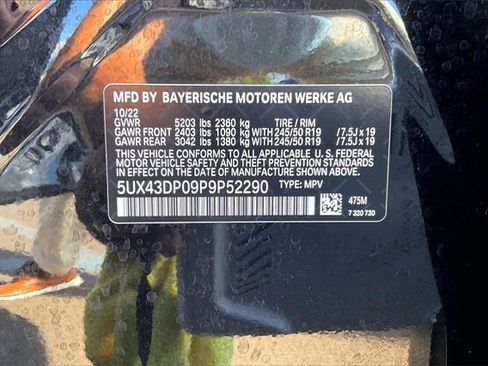 MFD BY BAYERISCHE MOTOREN WERKE AG
10/22
GVWR 5203 lbs 2360 kg TIRE / RIM
GAWR FRONT 2403 lbs 1090 kg WITH 245/50 R19 / 7.5J x 19
GAWR REAR 3042 lbs 1380 kg WITH 245/50 R19 / 7.5J x 19
THIS VEHICLE CONFORMS TO ALL APPLICABLE U.S. FEDERAL
MOTOR VEHICLE SAFETY AND THEFT PREVENTION STANDARDS
IN EFFECT ON THE DATE OF MANUFACTURE SHOWN ABOVE.
5UX43DP09P9P52290 TYPE: MPV
475M
7 320 730